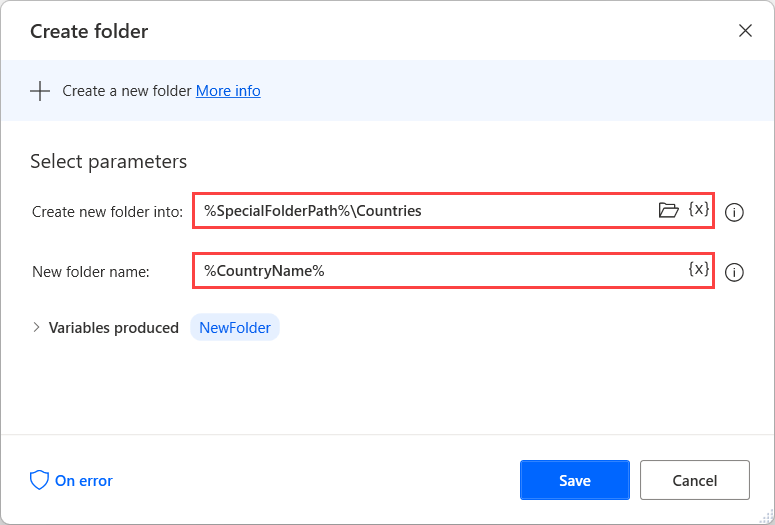 Create folder
Create a new folder More info
Select parameters
Create new folder into: %SpecialFolderPath%\Countries {x}
New folder name: %CountryName% {x}
Variables produced NewFolder
On error Save Cancel